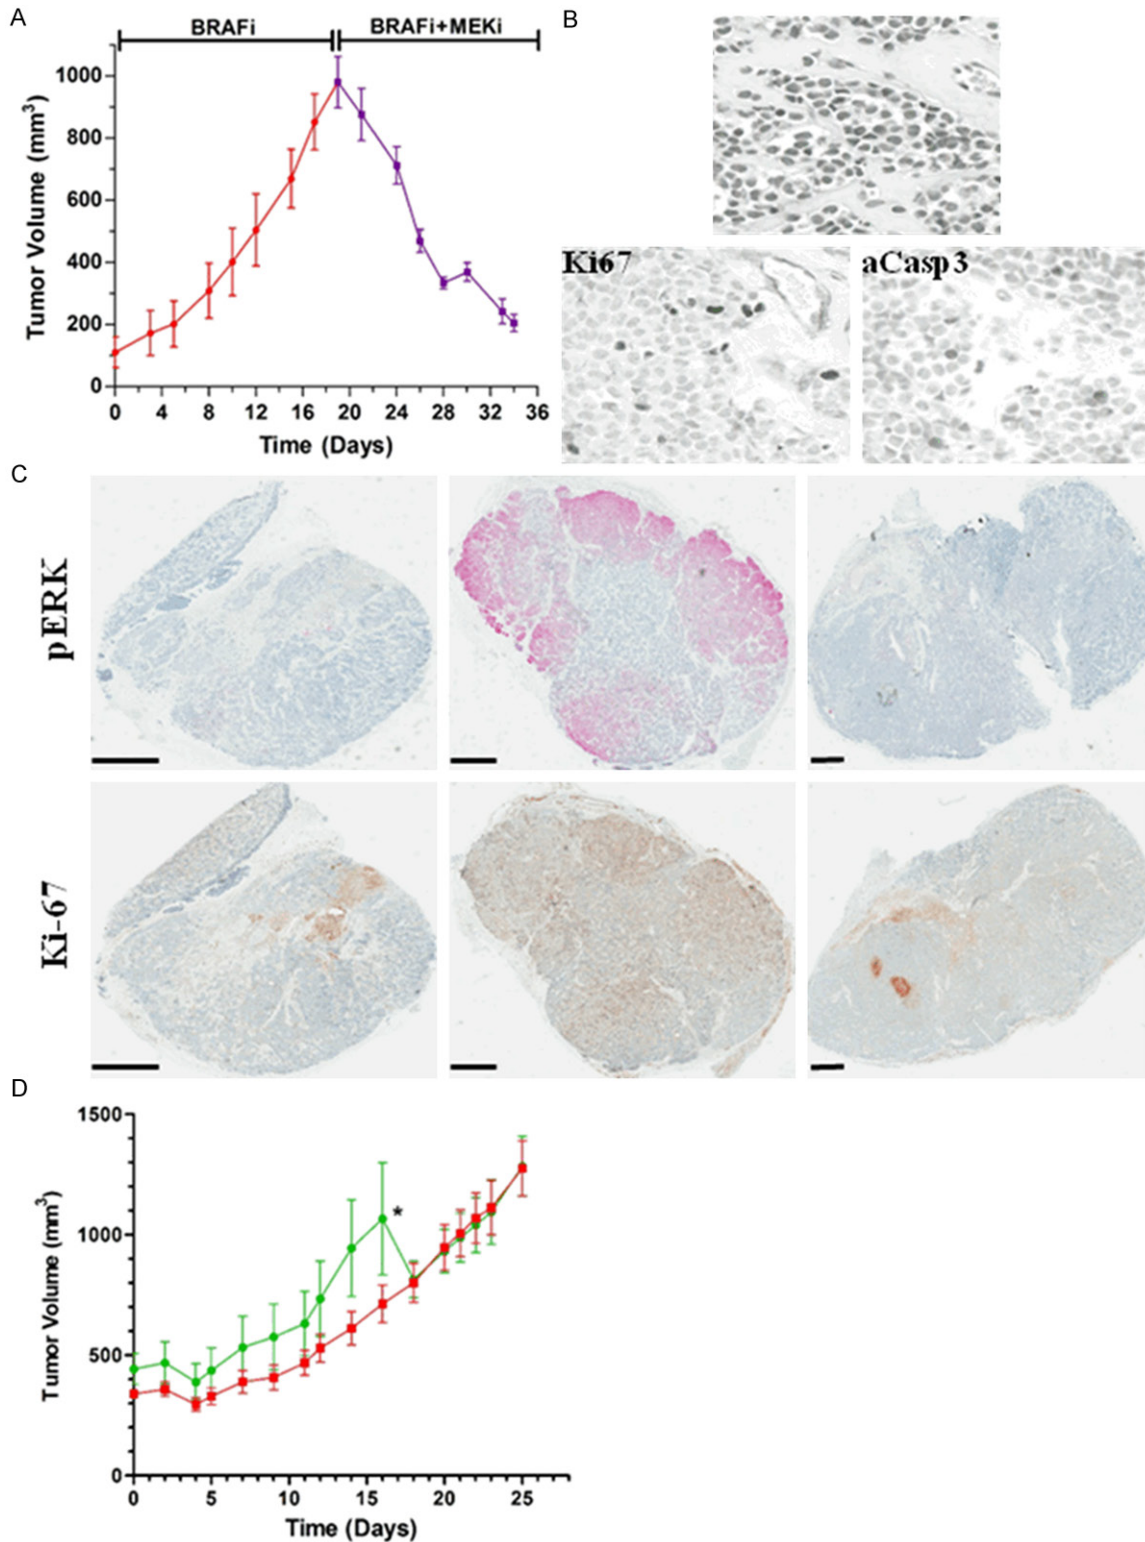 A
BRAFi
BRAFi+MEKi
Tumor Volume (mm3)
1000
800
600
400
200
0
0 4 8 12 16 20 24 28 32 36
Time (Days)
B
Ki67
aCasp3
C
pERK
Ki-67
D
Tumor Volume (mm3)
1500
1000
500
0
*
0 5 10 15 20 25
Time (Days)